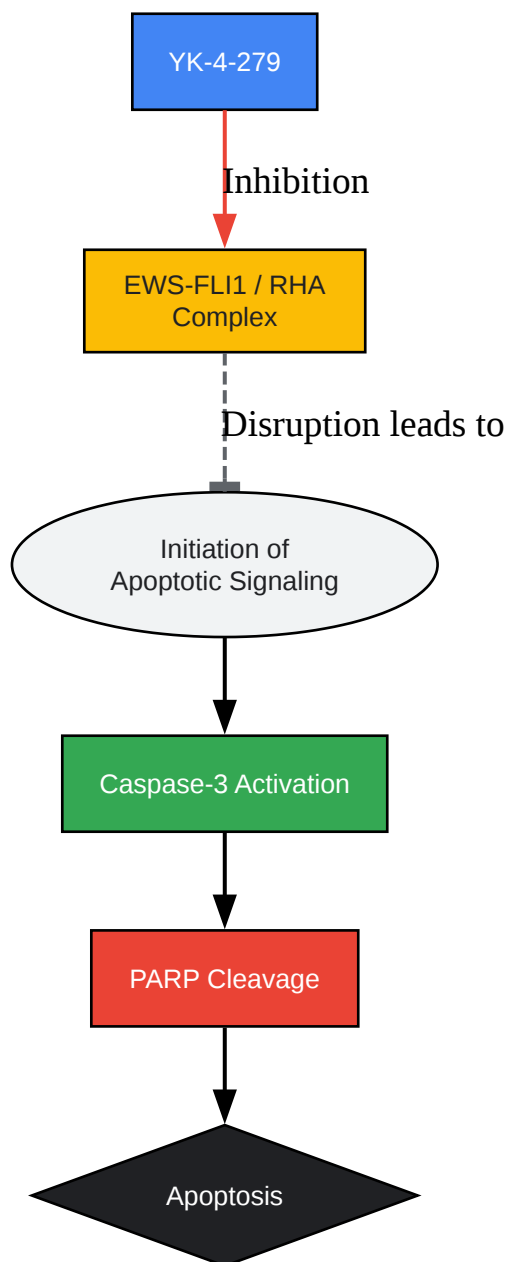 YK-4-279
Inhibition
EWS-FLI1 / RHA
Complex
Disruption leads to
Initiation of
Apoptotic Signaling
Caspase-3 Activation
PARP Cleavage
Apoptosis